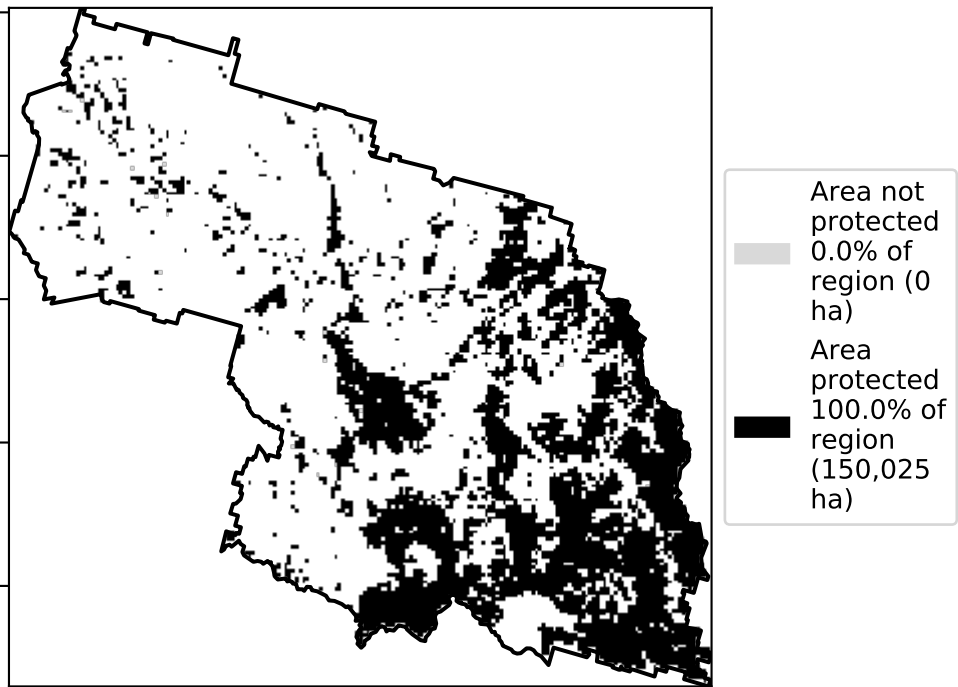 Area not
protected
0.0% of
region (0
ha)
Area
protected
100.0% of
region
(150,025
ha)